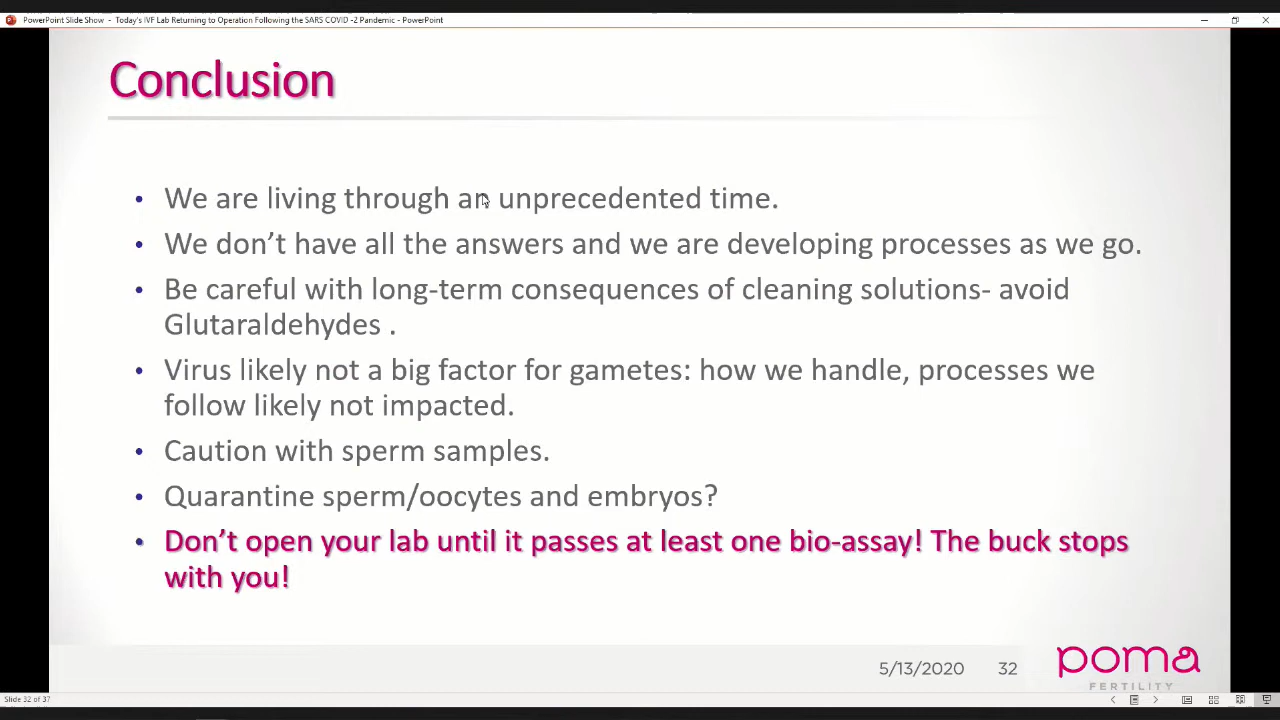 PowerPoint Slide Show - Today's IVF Lab Returning to Operation Following the SARS COVID -2 Pandemic - PowerPoint
Conclusion
• We are living through an unprecedented time.
• We don't have all the answers and we are developing processes as we go.
• Be careful with long-term consequences of cleaning solutions- avoid
Glutaraldehydes .
• Virus likely not a big factor for gametes: how we handle, processes we
follow likely not impacted.
• Caution with sperm samples.
• Quarantine sperm/oocytes and embryos?
• Don't open your lab until it passes at least one bio-assay! The buck stops
with you!
5/13/2020 32
poma
FERTILITY
Slide 32 of 37